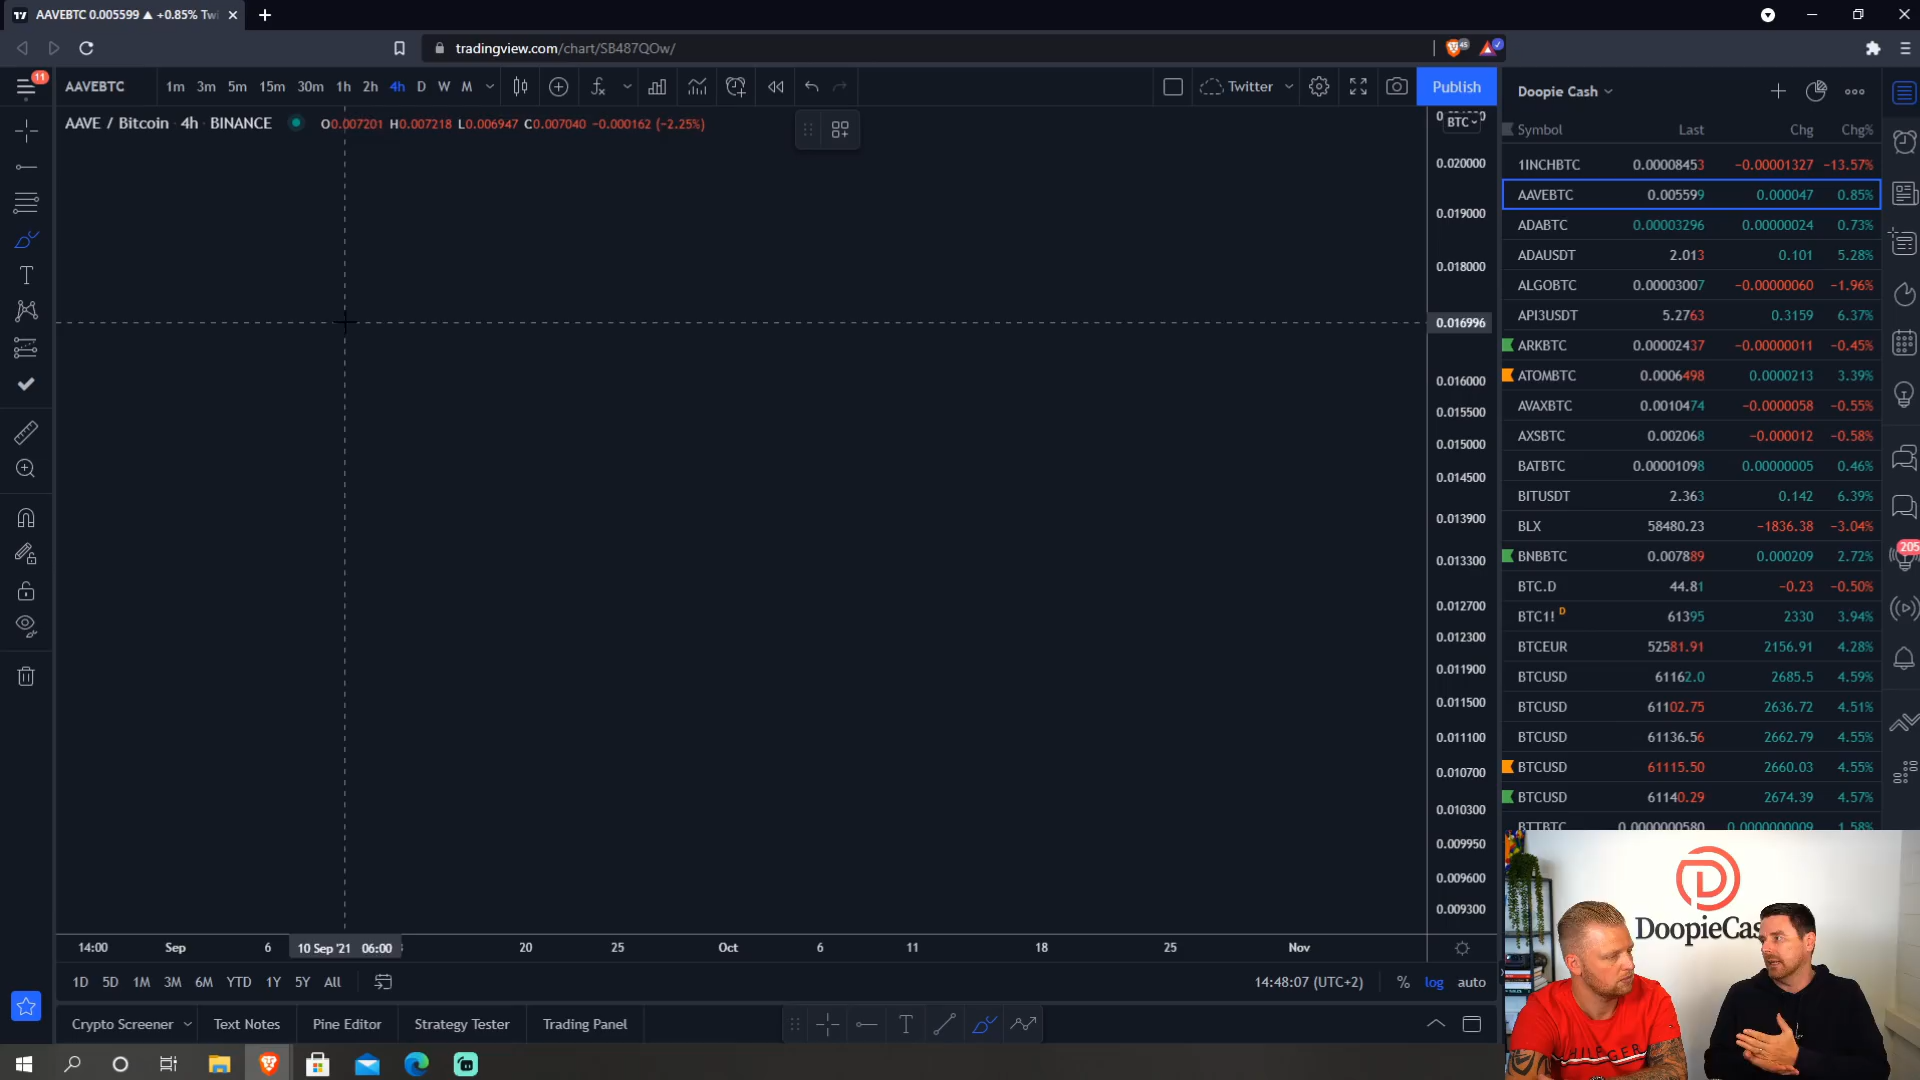 AAVEBTC 0.005599 ▲ +0.85% Twi
tradingview.com/chart/SB487QOw/
45
11
AAVEBTC 1m 3m 5m 15m 30m 1h 2h 4h D W M Twitter Publish
AAVE / Bitcoin · 4h · BINANCE O0.007201 H0.007218 L0.006947 C0.007040 −0.000162 (−2.25%)
BTC
0.020000
0.019000
0.018000
0.016996
0.016000
0.015500
0.015000
0.014500
0.013900
0.013300
0.012700
0.012300
0.011900
0.011500
0.011100
0.010700
0.010300
0.009950
0.009600
0.009300
14:00 Sep 6 10 Sep '21 06:00 20 25 Oct 6 11 18 25 Nov
1D 5D 1M 3M 6M YTD 1Y 5Y All 14:48:07 (UTC+2) % log auto
Crypto Screener Text Notes Pine Editor Strategy Tester Trading Panel
Doopie Cash
Symbol Last Chg Chg%
1INCHBTC 0.00008453 −0.00001327 −13.57%
AAVEBTC 0.005599 0.000047 0.85%
ADABTC 0.00003296 0.00000024 0.73%
ADAUSDT 2.013 0.101 5.28%
ALGOBTC 0.00003007 −0.00000060 −1.96%
API3USDT 5.2763 0.3159 6.37%
ARKBTC 0.00002437 −0.00000011 −0.45%
ATOMBTC 0.0006498 0.0000213 3.39%
AVAXBTC 0.0010474 −0.0000058 −0.55%
AXSBTC 0.002068 −0.000012 −0.58%
BATBTC 0.00001098 0.00000005 0.46%
BITUSDT 2.363 0.142 6.39%
BLX 58480.23 −1836.38 −3.04%
BNBBTC 0.007889 0.000209 2.72%
BTC.D 44.81 −0.23 −0.50%
BTC1! D 61395 2330 3.94%
BTCEUR 52581.91 2156.91 4.28%
BTCUSD 61162.0 2685.5 4.59%
BTCUSD 61102.75 2636.72 4.51%
BTCUSD 61136.56 2662.79 4.55%
BTCUSD 61115.50 2660.03 4.55%
BTCUSD 61140.29 2674.39 4.57%
BTTBTC 0.0000000580 0.0000000009 1.58%
205
DoopieCas
HILFIGER